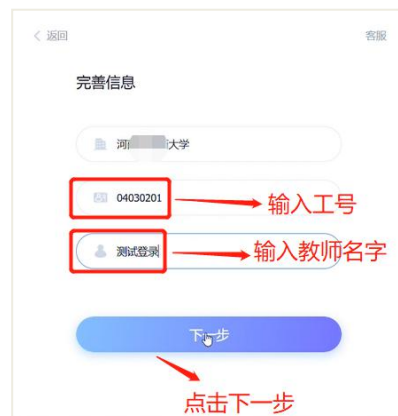 返回
客服
完善信息
河 大学
04030201
输入工号
测试登录
输入教师名字
下一步
点击下一步